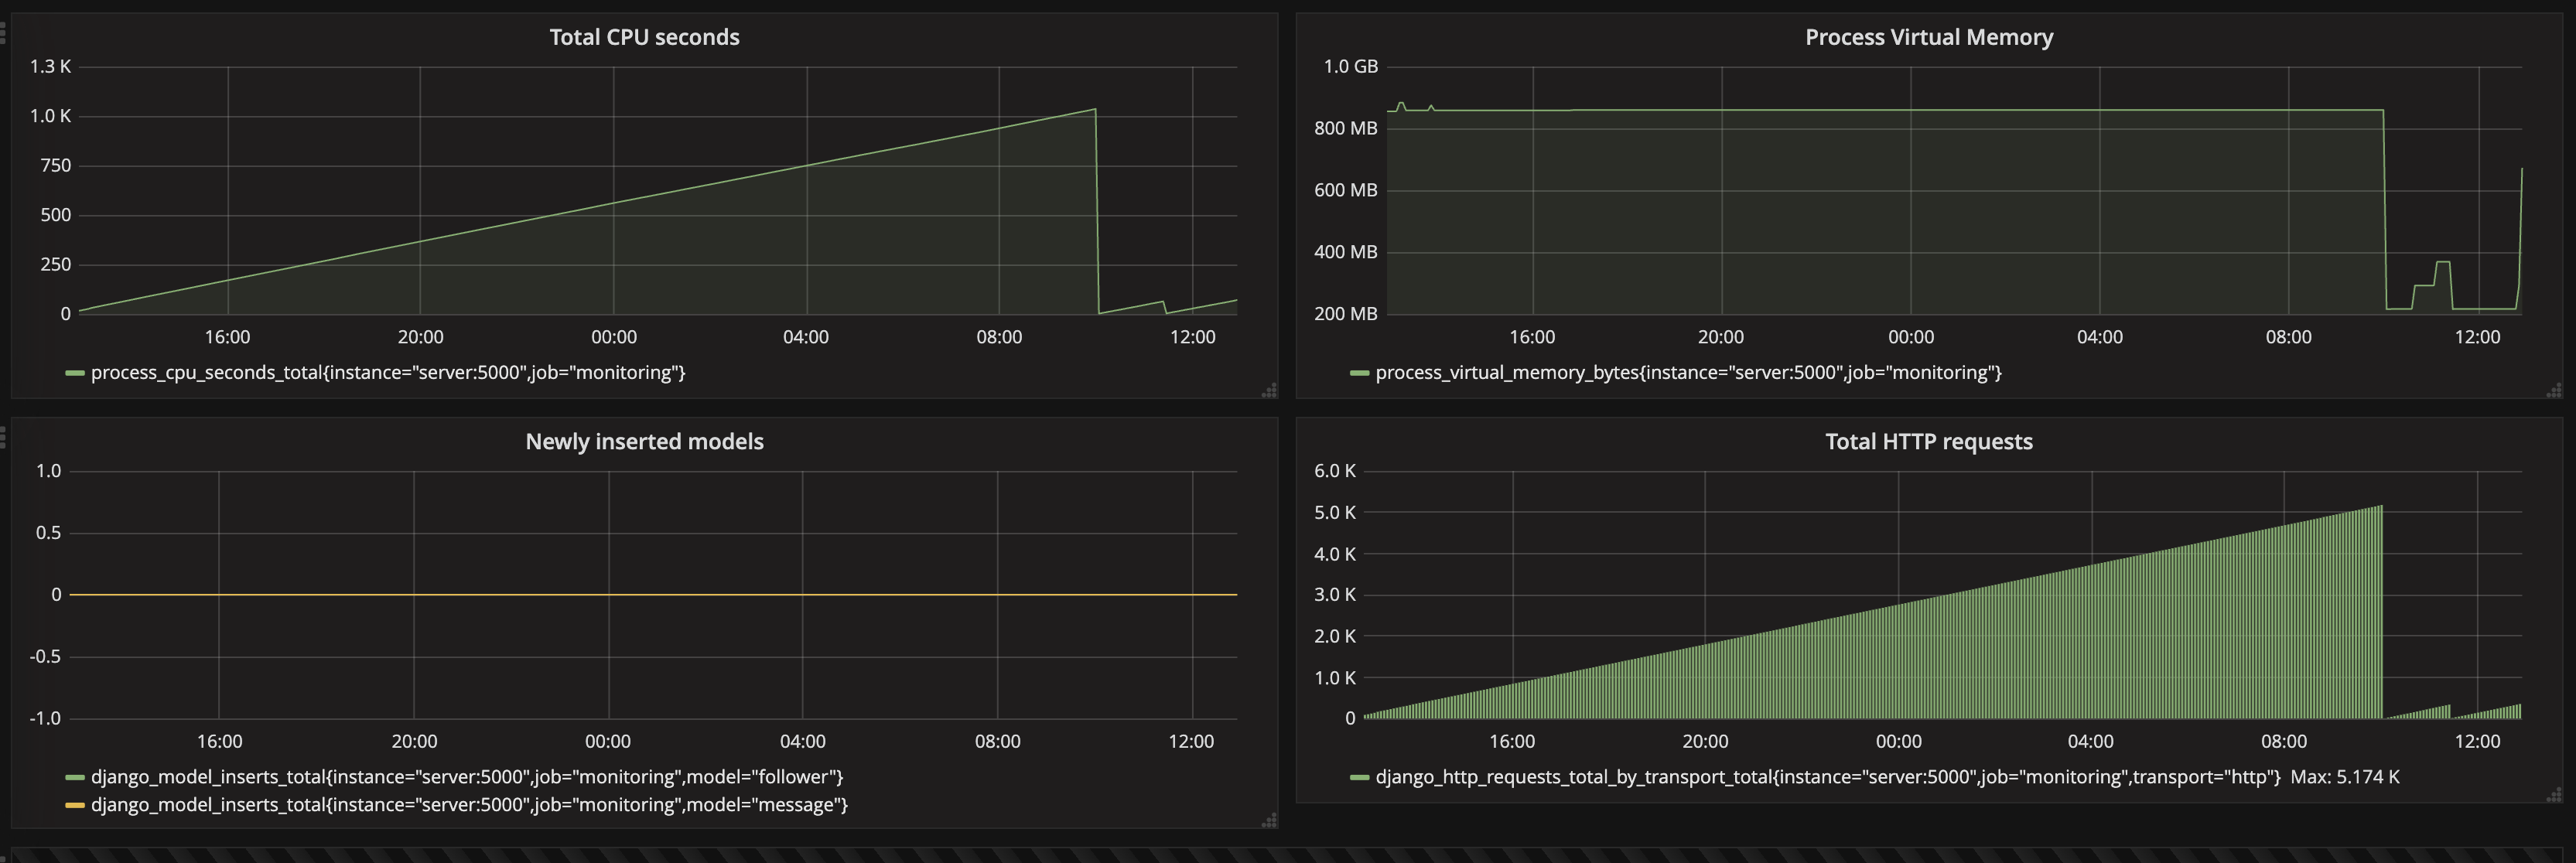 Total CPU seconds
1.3 K
1.0 K
750
500
250
0
16:00 20:00 00:00 04:00 08:00 12:00
process_cpu_seconds_total{instance="server:5000",job="monitoring"}
Process Virtual Memory
1.0 GB
800 MB
600 MB
400 MB
200 MB
16:00 20:00 00:00 04:00 08:00 12:00
process_virtual_memory_bytes{instance="server:5000",job="monitoring"}
Newly inserted models
1.0
0.5
0
-0.5
-1.0
16:00 20:00 00:00 04:00 08:00 12:00
django_model_inserts_total{instance="server:5000",job="monitoring",model="follower"}
django_model_inserts_total{instance="server:5000",job="monitoring",model="message"}
Total HTTP requests
6.0 K
5.0 K
4.0 K
3.0 K
2.0 K
1.0 K
0
16:00 20:00 00:00 04:00 08:00 12:00
django_http_requests_total_by_transport_total{instance="server:5000",job="monitoring",transport="http"} Max: 5.174 K